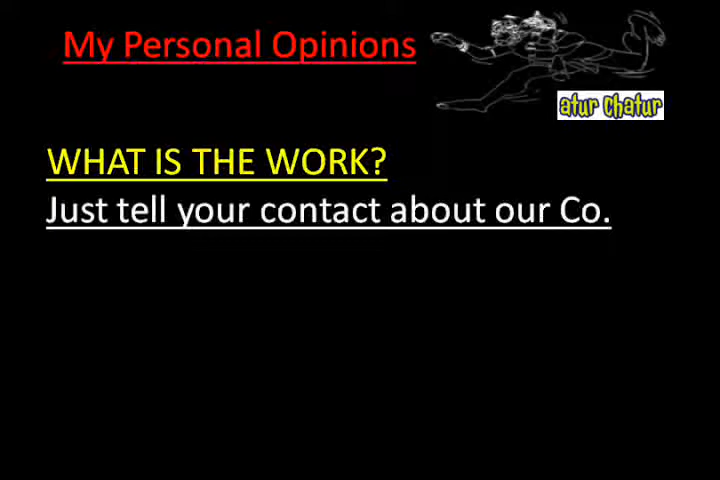 My Personal Opinions
atur chatur
WHAT IS THE WORK?
Just tell your contact about our Co.